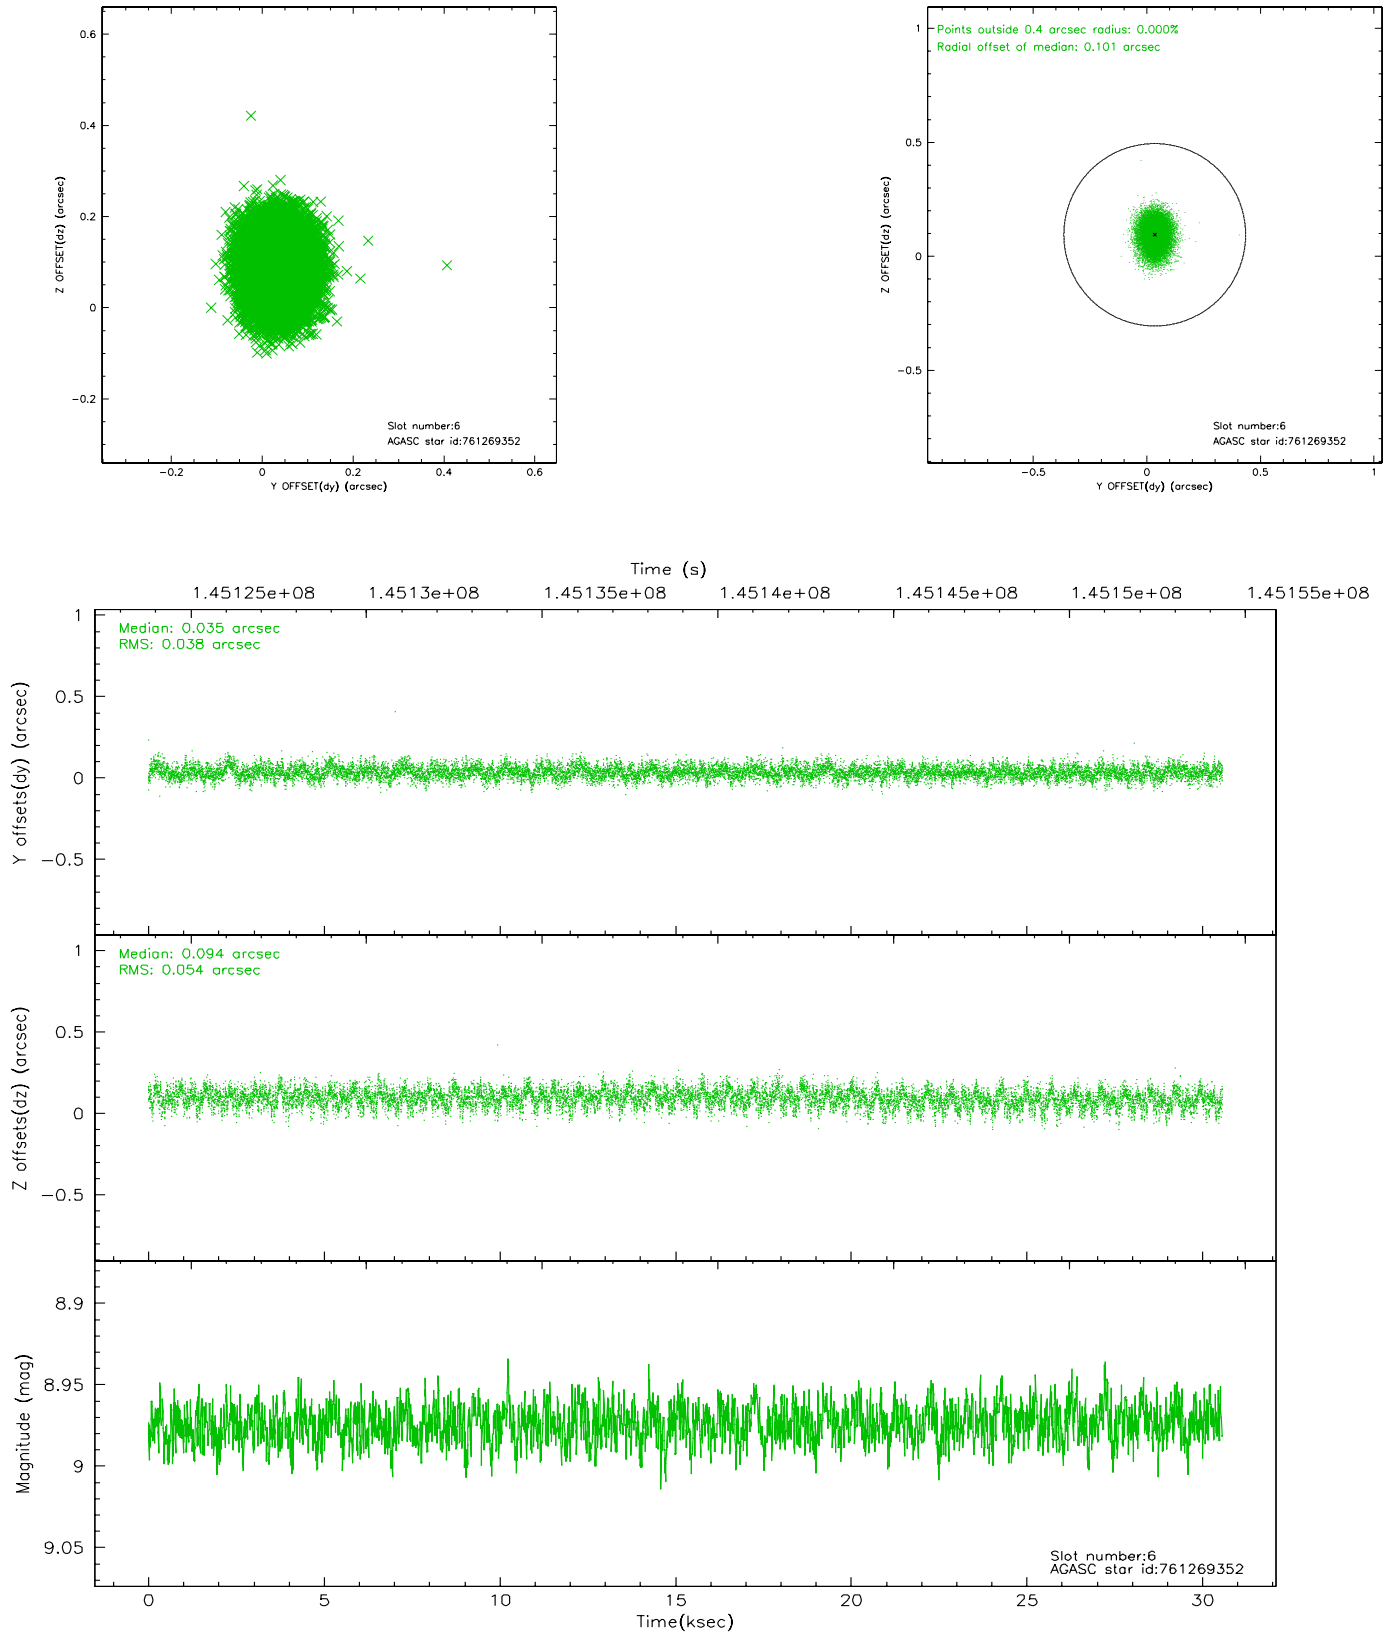 0.6
0.4
0.2
0
−0.2
Z OFFSET(dz) (arcsec)
Slot number:6
AGASC star id:761269352
−0.2 0 0.2 0.4 0.6
Y OFFSET(dy) (arcsec)
Points outside 0.4 arcsec radius: 0.000%
Radial offset of median: 0.101 arcsec
1
0.5
0
−0.5
Z OFFSET(dz) (arcsec)
Slot number:6
AGASC star id:761269352
−0.5 0 0.5 1
Y OFFSET(dy) (arcsec)
Time (s)
1.45125e+08 1.4513e+08 1.45135e+08 1.4514e+08 1.45145e+08 1.4515e+08 1.45155e+08
Median: 0.035 arcsec
RMS: 0.038 arcsec
1
0.5
0
−0.5
Y offsets(dy) (arcsec)
Median: 0.094 arcsec
RMS: 0.054 arcsec
1
0.5
0
−0.5
Z offsets(dz) (arcsec)
8.9
8.95
9
9.05
Magnitude (mag)
Slot number:6
AGASC star id:761269352
0 5 10 15 20 25 30
Time(ksec)